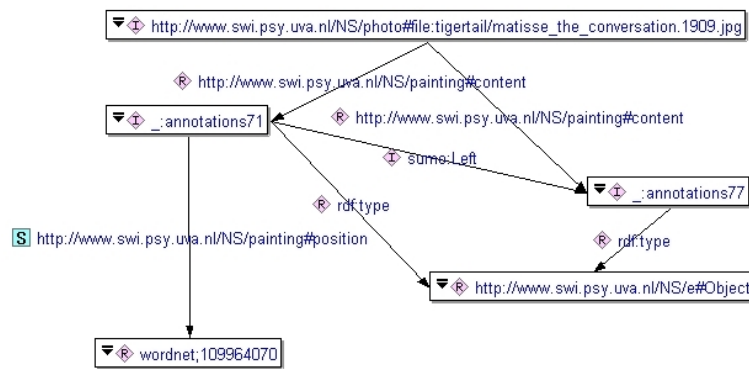 I http://www.swi.psy.uva.nl/NS/photo#file:tigertail/matisse_the_conversation.1909.jpg
R http://www.swi.psy.uva.nl/NS/painting#content
I _:annotations71
R http://www.swi.psy.uva.nl/NS/painting#content
I sumo:Left
I _:annotations77
R rdf:type
S http://www.swi.psy.uva.nl/NS/painting#position
R rdf:type
R http://www.swi.psy.uva.nl/NS/e#Object
R wordnet;109964070